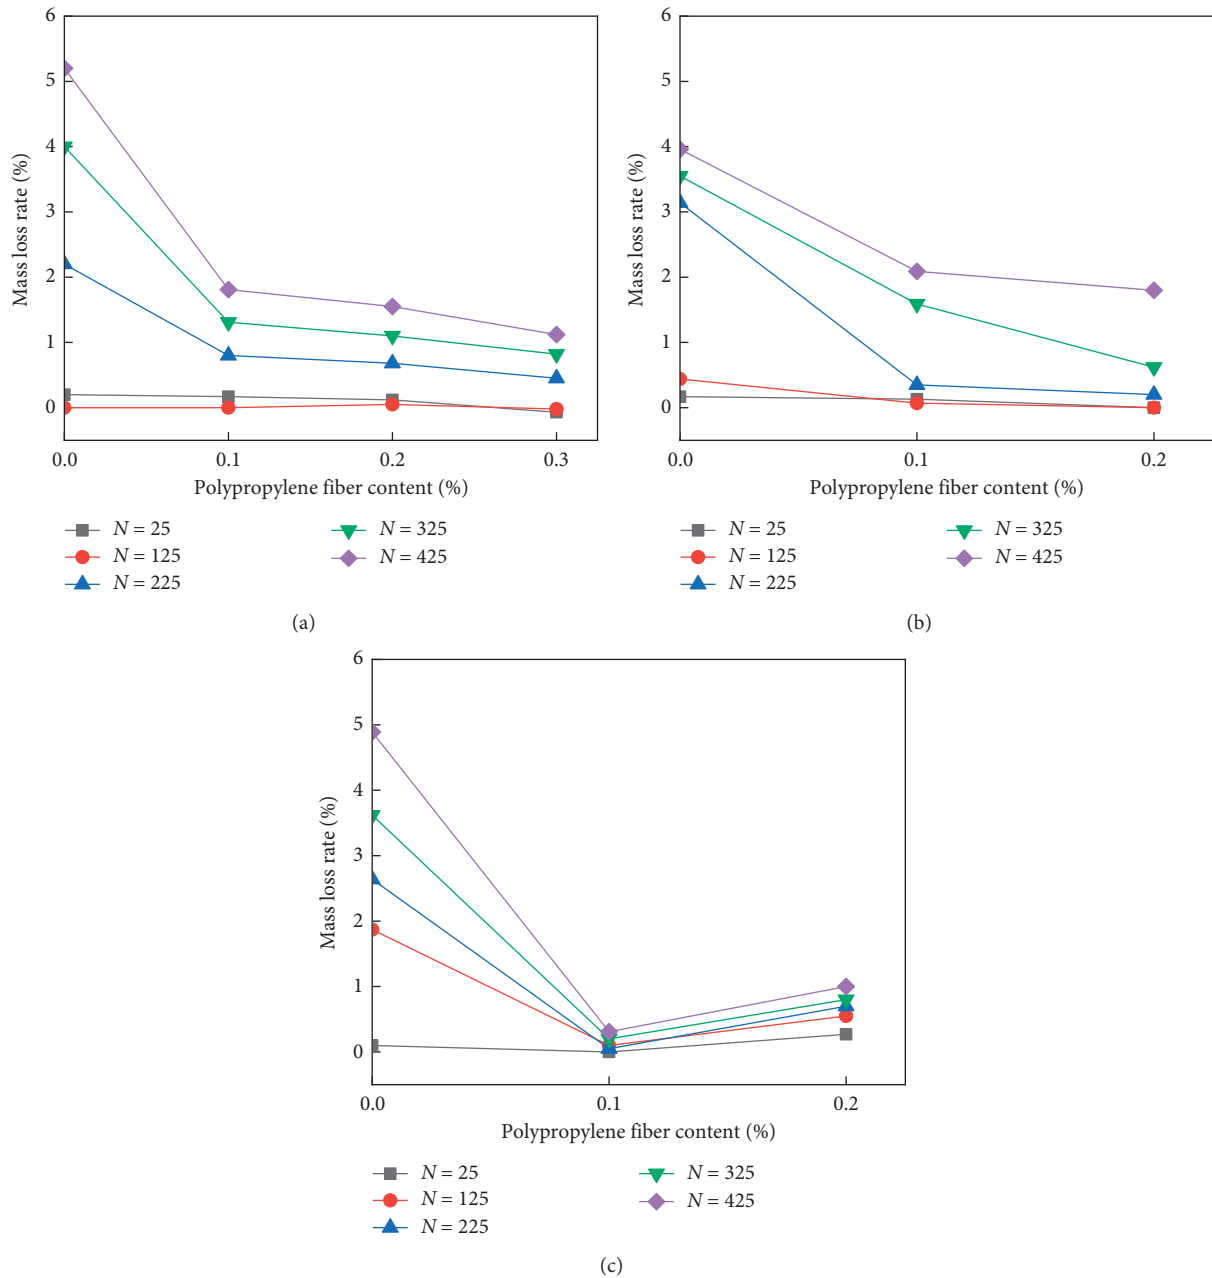 6
5
4
3
2
1
0
Mass loss rate (%)
0.0 0.1 0.2 0.3
Polypropylene fiber content (%)
N = 25
N = 125
N = 225
N = 325
N = 425
(a)
6
5
4
3
2
1
0
Mass loss rate (%)
0.0 0.1 0.2
Polypropylene fiber content (%)
N = 25
N = 125
N = 225
N = 325
N = 425
(b)
6
5
4
3
2
1
0
Mass loss rate (%)
0.0 0.1 0.2
Polypropylene fiber content (%)
N = 25
N = 125
N = 225
N = 325
N = 425
(c)